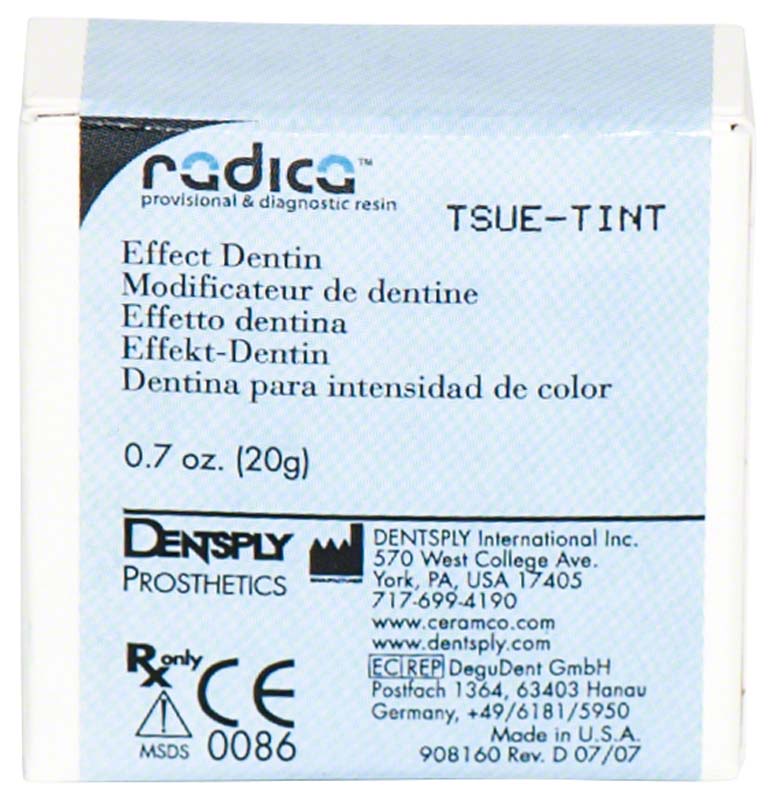 radica™
provisional & diagnostic resin
TSUE-TINT
Effect Dentin
Modificateur de dentine
Effetto dentina
Effekt-Dentin
Dentina para intensidad de color
0.7 oz. (20g)
DENTSPLY
PROSTHETICS
DENTSPLY International Inc.
570 West College Ave.
York, PA, USA 17405
717-699-4190
www.ceramco.com
www.dentsply.com
EC REP DeguDent GmbH
Postfach 1364, 63403 Hanau
Germany, +49/6181/5950
Made in U.S.A.
908160 Rev. D 07/07
Rx only
CE
!
MSDS 0086